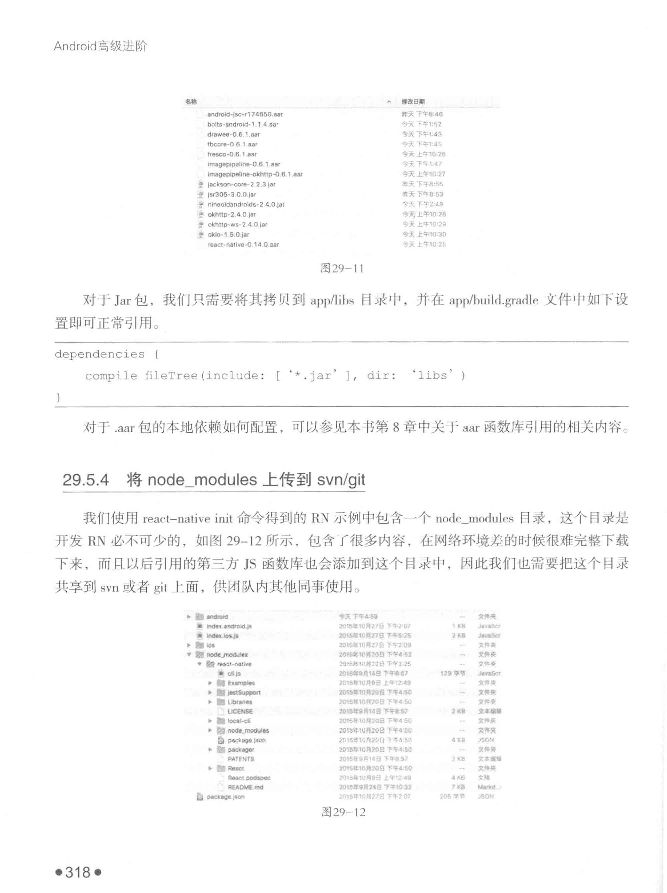 Android高级进阶
名称 修改日期
android-jsc-r174650.aar 昨天 下午6:46
bolts-android-1.1.4.aar 今天 下午1:52
drawee-0.6.1.aar 今天 下午1:45
fbcore-0.6.1.aar 今天 下午1:45
fresco-0.6.1.aar 今天 上午10:26
imagepipeline-0.6.1.aar 今天 下午1:47
imagepipeline-okhttp-0.6.1.aar 今天 上午10:27
jackson-core-2.2.3.jar 昨天 下午8:55
jsr305-3.0.0.jar 昨天 下午8:53
nineoldandroids-2.4.0.jar 今天 下午2:48
okhttp-2.4.0.jar 今天 上午10:28
okhttp-ws-2.4.0.jar 今天 上午10:29
okio-1.6.0.jar 今天 上午10:30
react-native-0.14.0.aar 今天 上午10:25
图29-11
对于 Jar 包，我们只需要将其拷贝到 app/libs 目录中，并在 app/build.gradle 文件中如下设
置即可正常引用。
dependencies {
compile fileTree(include: [ '*.jar' ], dir: 'libs' )
}
对于 .aar 包的本地依赖如何配置，可以参见本书第 8 章中关于 aar 函数库引用的相关内容。
29.5.4 将 node_modules 上传到 svn/git
我们使用 react-native init 命令得到的 RN 示例中包含一个 node_modules 目录，这个目录是
开发 RN 必不可少的，如图 29-12 所示，包含了很多内容，在网络环境差的时候很难完整下载
下来，而且以后引用的第三方 JS 函数库也会添加到这个目录中，因此我们也需要把这个目录
共享到 svn 或者 git 上面，供团队内其他同事使用。
android 今天 下午4:59 -- 文件夹
index.android.js 2015年10月27日 下午2:07 1 KB JavaScr
index.ios.js 2015年10月27日 下午5:25 2 KB JavaScr
ios 2015年10月27日 下午2:09 -- 文件夹
node_modules 2015年10月20日 下午4:52 -- 文件夹
react-native 2015年10月22日 下午2:25 -- 文件夹
cli.js 2015年9月14日 下午8:57 129 字节 JavaScr
Examples 2015年10月9日 上午12:49 -- 文件夹
jestSupport 2015年10月20日 下午4:50 -- 文件夹
Libraries 2015年10月20日 下午4:50 -- 文件夹
LICENSE 2015年9月14日 下午8:57 2 KB 文本编辑
local-cli 2015年10月20日 下午4:50 -- 文件夹
node_modules 2015年10月20日 下午4:50 -- 文件夹
package.json 2015年10月20日 下午4:50 4 KB JSON
packager 2015年10月20日 下午4:50 -- 文件夹
PATENTS 2015年9月14日 下午8:57 2 KB 文本编辑
React 2015年10月20日 下午4:50 -- 文件夹
React.podspec 2015年10月9日 上午12:49 4 KB 文稿
README.md 2015年9月24日 下午10:33 7 KB Markd...
package.json 2015年10月27日 下午2:07 205 字节 JSON
图29-12
●318●